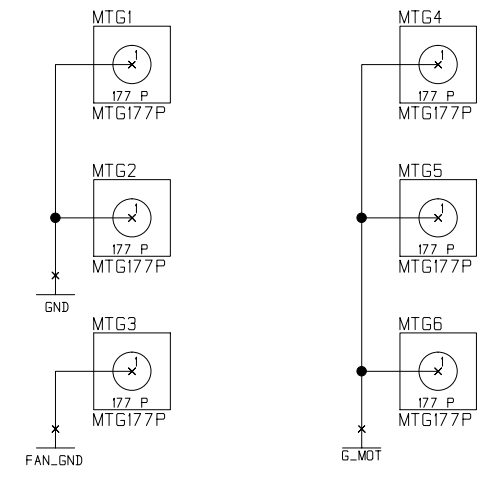 MTG1
1
177 P
MTG177P
MTG2
1
177 P
MTG177P
GND
MTG3
1
177 P
MTG177P
FAN_GND
MTG4
1
177 P
MTG177P
MTG5
1
177 P
MTG177P
MTG6
1
177 P
MTG177P
G_MOT